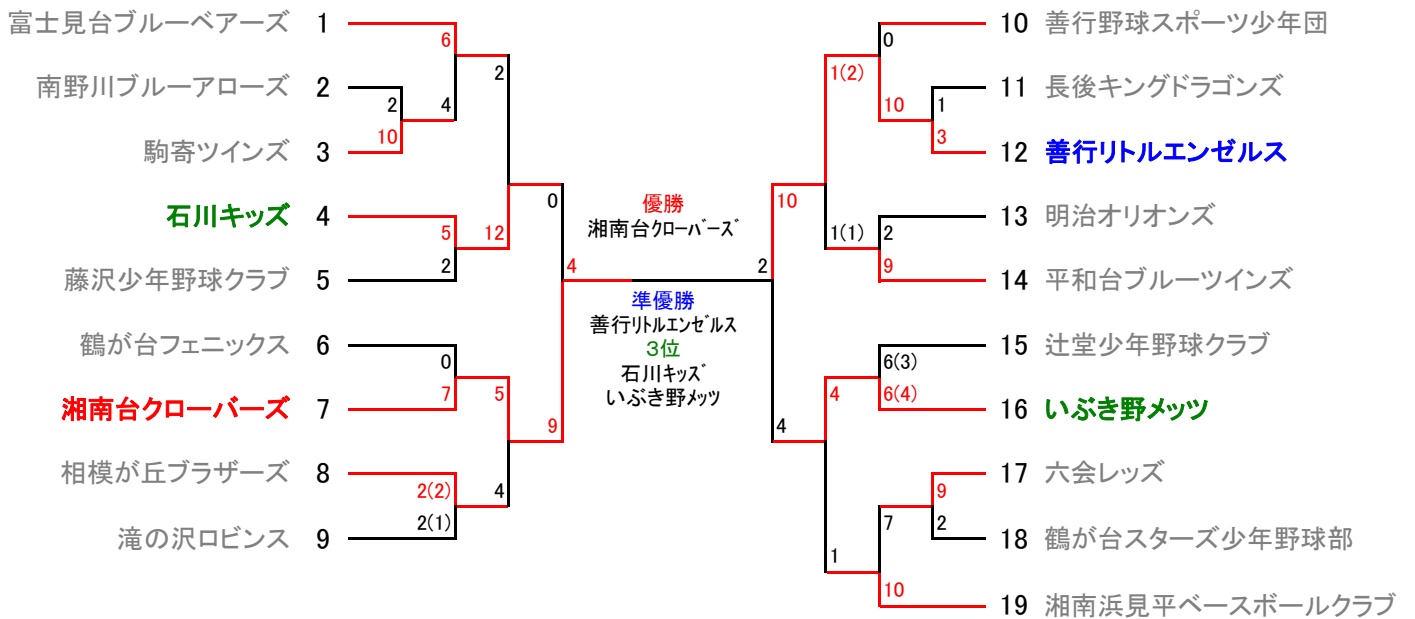 富士見台ブルーベアーズ 1
南野川ブルーアローズ 2
駒寄ツインズ 3
石川キッズ 4
藤沢少年野球クラブ 5
鶴が台フェニックス 6
湘南台クローバーズ 7
相模が丘ブラザーズ 8
滝の沢ロビンス 9
6
2
4
2
10
5
12
2
0
4
0
7
5
9
2(2)
4
2(1)
優勝
湘南台クローバーズ
準優勝
善行リトルエンゼルス
3位
石川キッズ
いぶき野メッツ
0
1(2)
10
1
3
10
1(1)
2
9
2
6(3)
4
6(4)
4
9
7
2
1
10
10 善行野球スポーツ少年団
11 長後キングドラゴンズ
12 善行リトルエンゼルス
13 明治オリオンズ
14 平和台ブルーツインズ
15 辻堂少年野球クラブ
16 いぶき野メッツ
17 六会レッズ
18 鶴が台スターズ少年野球部
19 湘南浜見平ベースボールクラブ